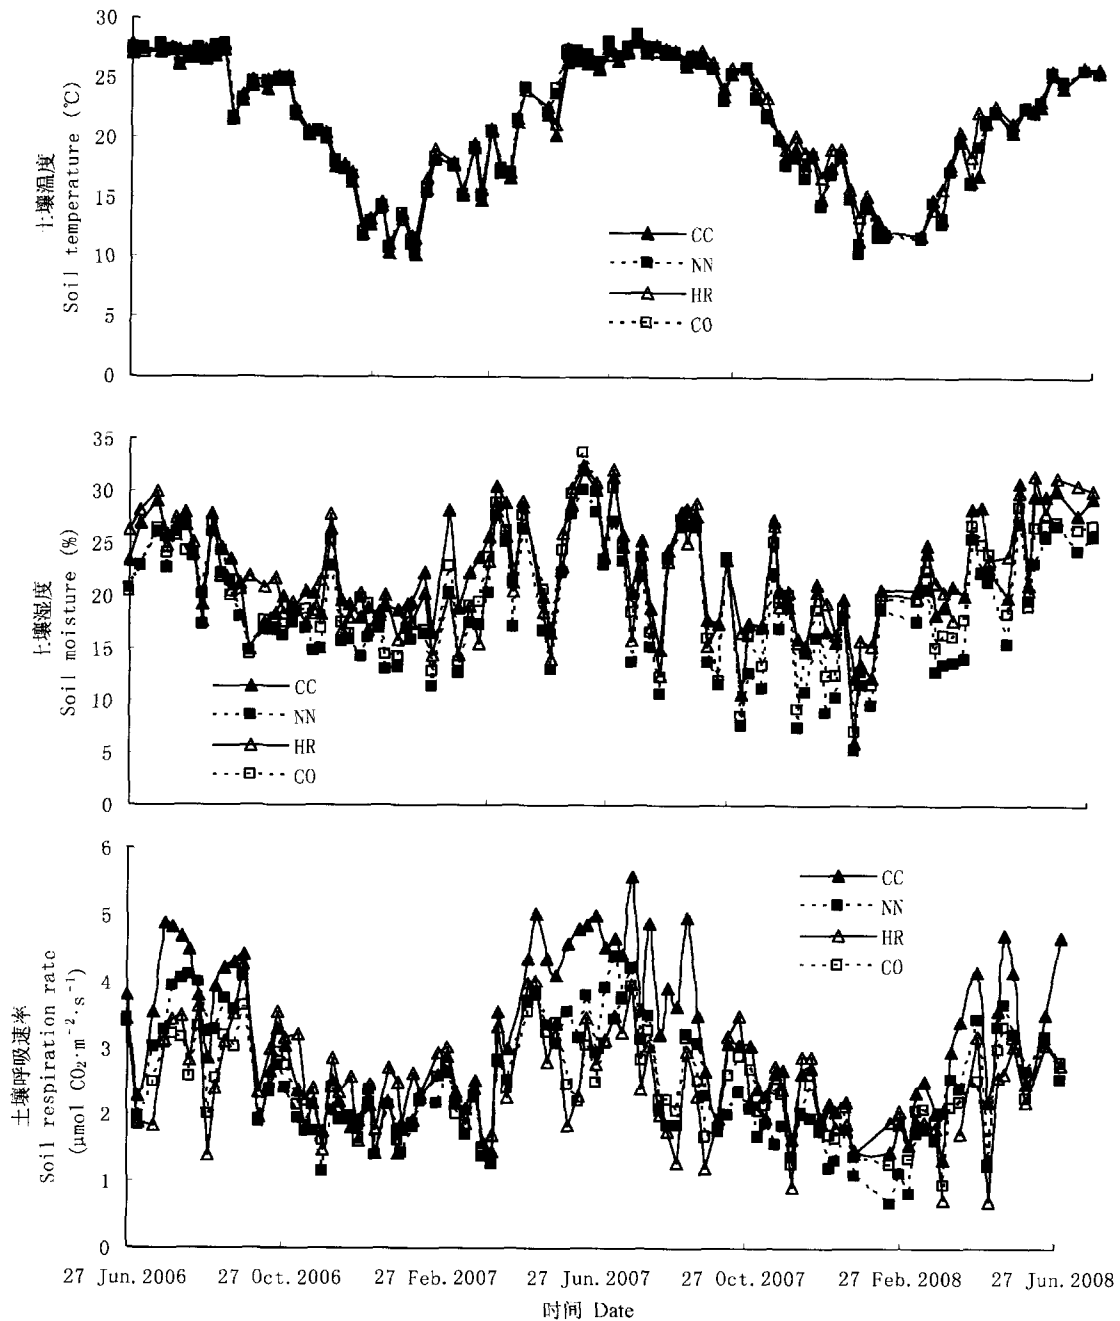 30
25
20
15
10
5
0
土壤温度
Soil temperature (℃)
CC
NN
HR
CO
35
30
25
20
15
10
5
0
土壤湿度
Soil moisture (%)
CC
NN
HR
CO
6
5
4
3
2
1
0
土壤呼吸速率
Soil respiration rate
(μmol CO₂·m⁻²·s⁻¹)
CC
NN
HR
CO
27 Jun.2006 27 Oct.2006 27 Feb.2007 27 Jun.2007 27 Oct.2007 27 Feb.2008 27 Jun.2008
时间 Date